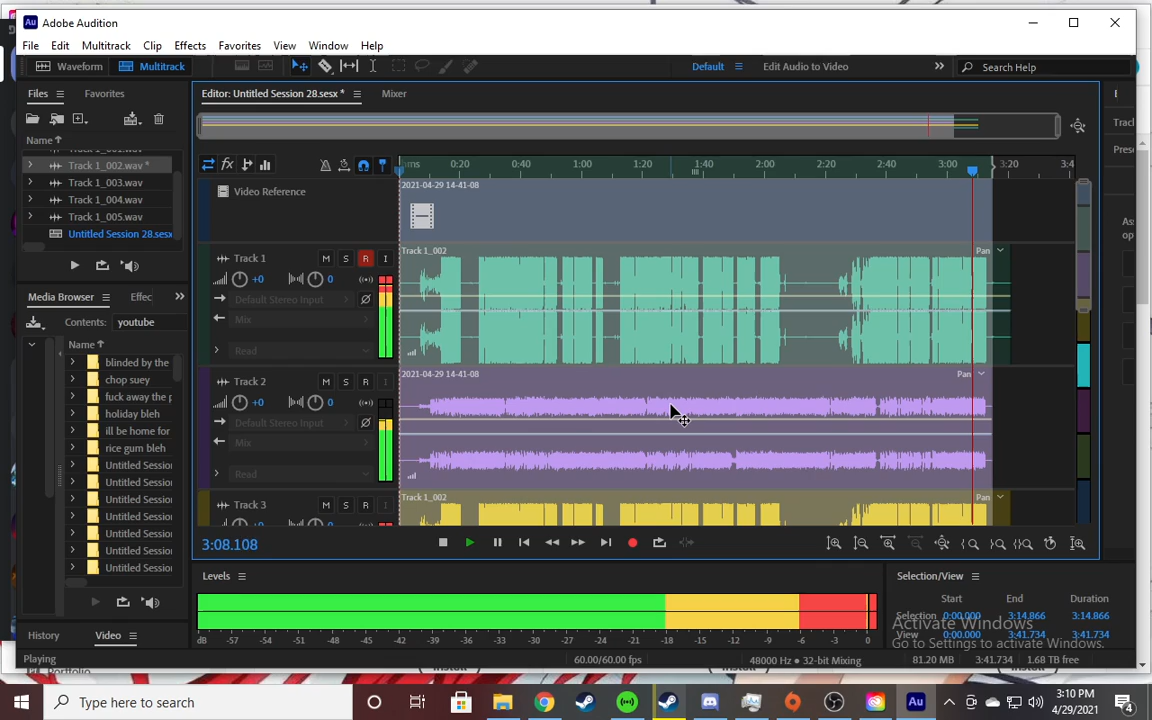 Adobe Audition
File Edit Multitrack Clip Effects Favorites View Window Help
Waveform Multitrack Default Edit Audio to Video Search Help
Files Favorites Editor: Untitled Session 28.sesx * Mixer
Name
Track 1_002.wav *
Track 1_003.wav
Track 1_004.wav
Track 1_005.wav
Untitled Session 28.sesx
hms 0:20 0:40 1:00 1:20 1:40 2:00 2:20 2:40 3:00 3:20 3:4
Video Reference
2021-04-29 14-41-08
Track 1 M S R I
+0 0
Default Stereo Input
Mix
Read
Track 1_002 Pan
Media Browser Effec
Contents: youtube
Name
blinded by the
chop suey
fuck away the p
holiday bleh
ill be home for
rice gum bleh
Untitled Sessio
Untitled Sessio
Untitled Sessio
Untitled Sessio
Untitled Sessio
Untitled Sessio
Untitled Sessio
Track 2 M S R I
+0 0
Default Stereo Input
Mix
Read
2021-04-29 14-41-08 Pan
Track 3 M S R I
Track 1_002 Pan
3:08.108
Levels
dB -57 -54 -51 -48 -45 -42 -39 -36 -33 -30 -27 -24 -21 -18 -15 -12 -9 -6 -3 0
Selection/View
Start End Duration
Selection 0:00.000 3:14.866 3:14.866
View 0:00.000 3:41.734 3:41.734
Activate Windows
Go to Settings to activate Windows.
History Video
Playing 60.00/60.00 fps 48000 Hz ● 32-bit Mixing 81.20 MB 3:41.734 1.68 TB free
Type here to search
3:10 PM
4/29/2021
4